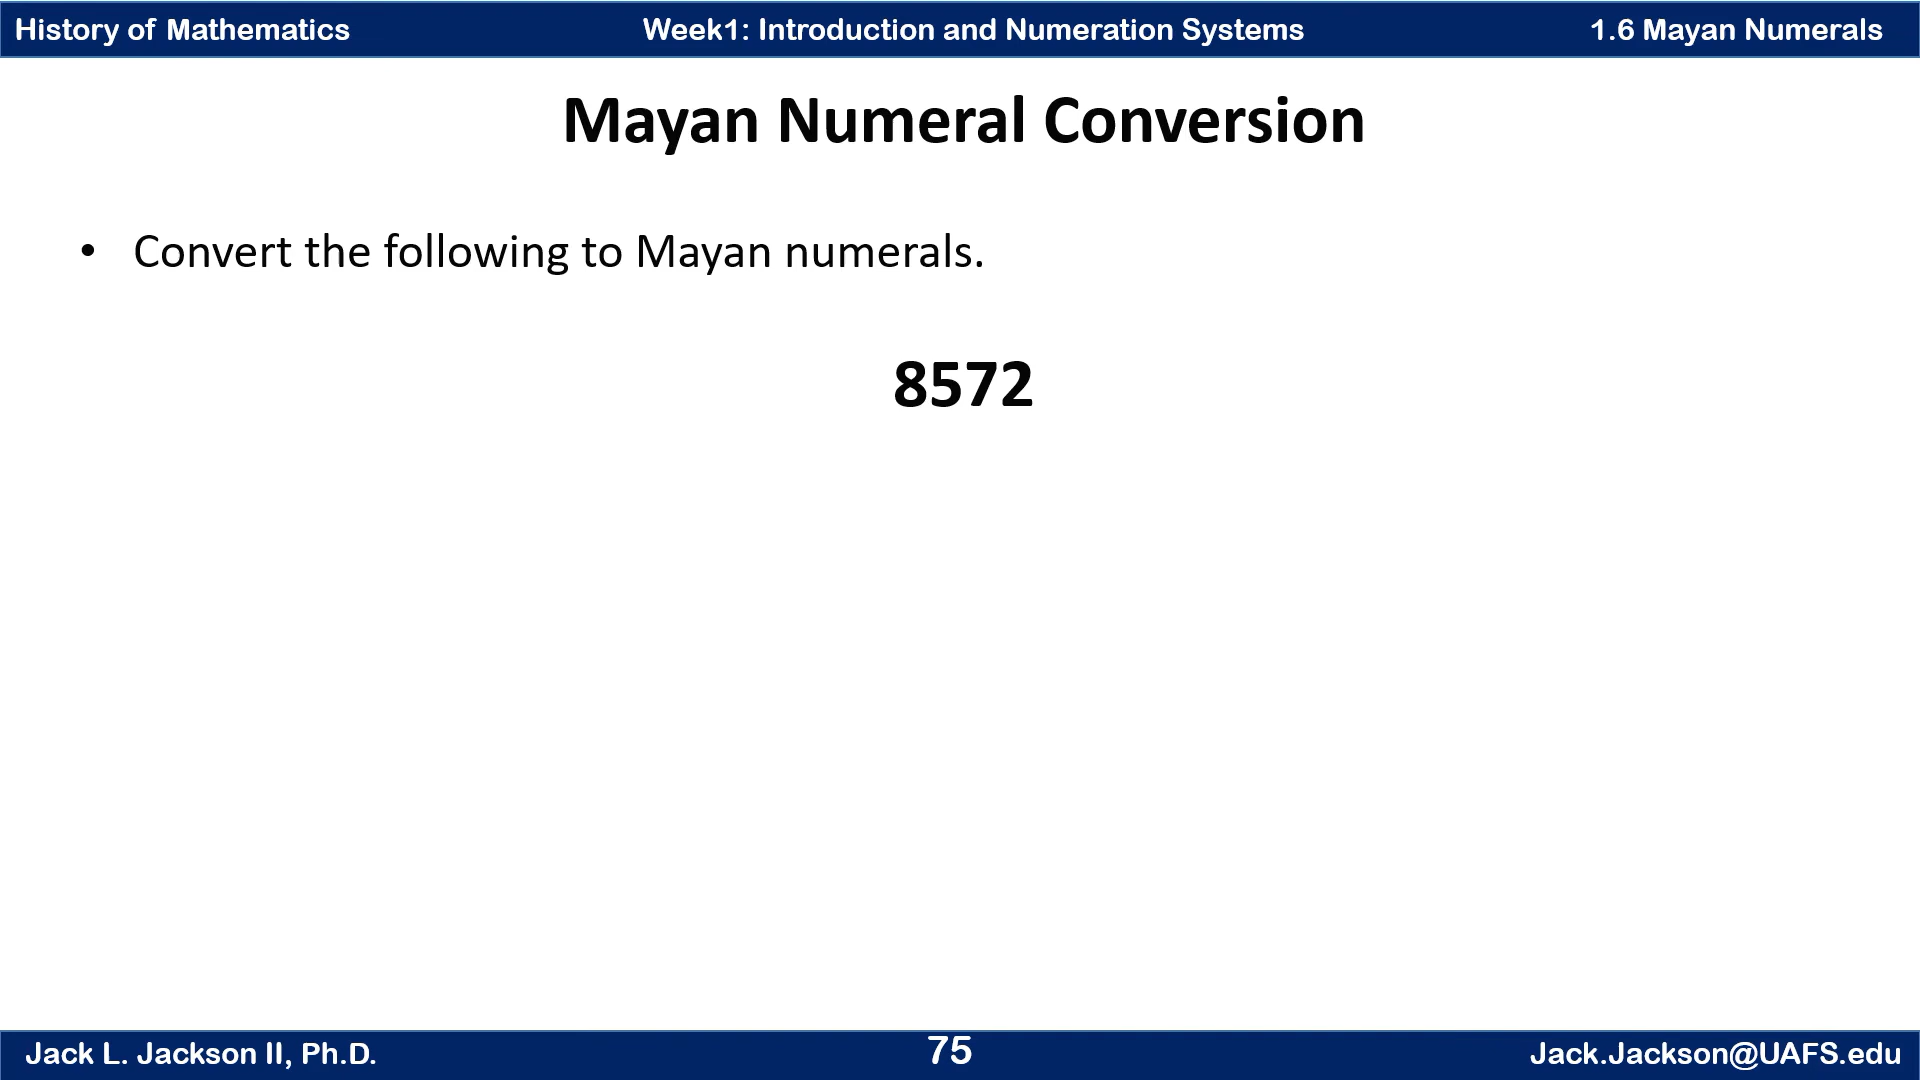 History of Mathematics Week1: Introduction and Numeration Systems 1.6 Mayan Numerals
Mayan Numeral Conversion
• Convert the following to Mayan numerals.
8572
Jack L. Jackson II, Ph.D. 75 Jack.Jackson@UAFS.edu